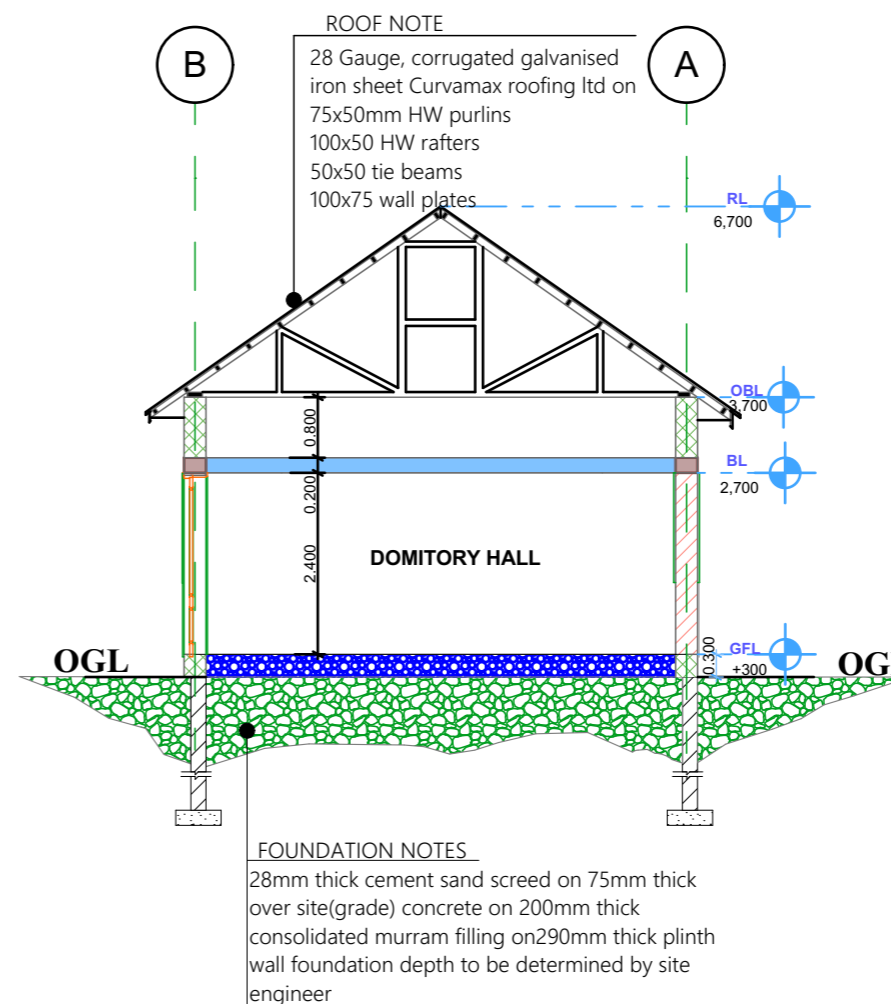 ROOF NOTE
B
A
28 Gauge, corrugated galvanised
iron sheet Curvamax roofing ltd on
75x50mm HW purlins
100x50 HW rafters
50x50 tie beams
100x75 wall plates
RL
6,700
OBL
3,700
0.800
BL
2,700
0.200
2.400
DOMITORY HALL
OGL
GFL
+300
0.300
OG
FOUNDATION NOTES
28mm thick cement sand screed on 75mm thick
over site(grade) concrete on 200mm thick
consolidated murram filling on290mm thick plinth
wall foundation depth to be determined by site
engineer